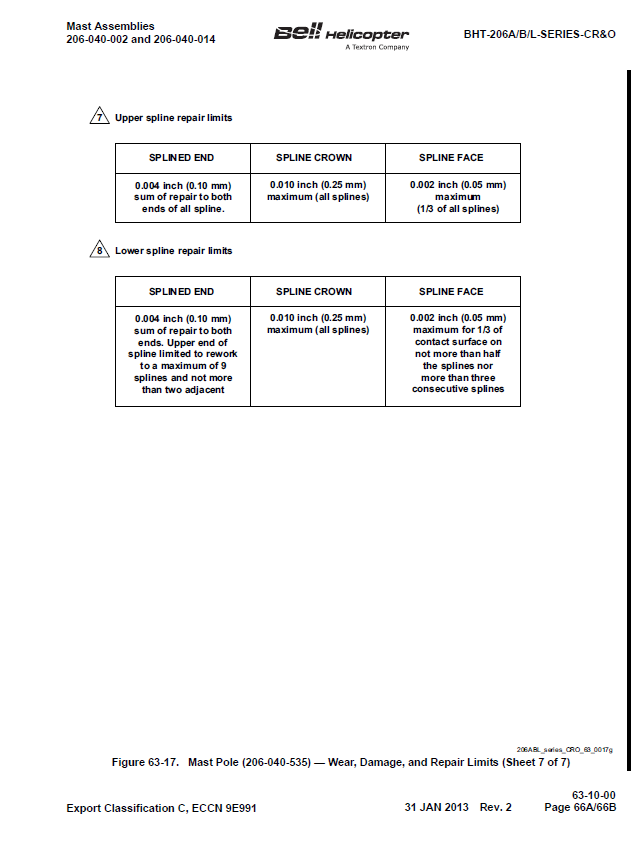 Mast Assemblies
206-040-002 and 206-040-014
Bell Helicopter
A Textron Company
BHT-206A/B/L-SERIES-CR&O
7 Upper spline repair limits
SPLINED END SPLINE CROWN SPLINE FACE
0.004 inch (0.10 mm)
sum of repair to both
ends of all spline.
0.010 inch (0.25 mm)
maximum (all splines)
0.002 inch (0.05 mm)
maximum
(1/3 of all splines)
8 Lower spline repair limits
SPLINED END SPLINE CROWN SPLINE FACE
0.004 inch (0.10 mm)
sum of repair to both
ends. Upper end of
spline limited to rework
to a maximum of 9
splines and not more
than two adjacent
0.010 inch (0.25 mm)
maximum (all splines)
0.002 inch (0.05 mm)
maximum for 1/3 of
contact surface on
not more than half
the splines nor
more than three
consecutive splines
206ABL_series_CRO_63_0017g
Figure 63-17. Mast Pole (206-040-535) — Wear, Damage, and Repair Limits (Sheet 7 of 7)
63-10-00
Export Classification C, ECCN 9E991 31 JAN 2013 Rev. 2 Page 66A/66B